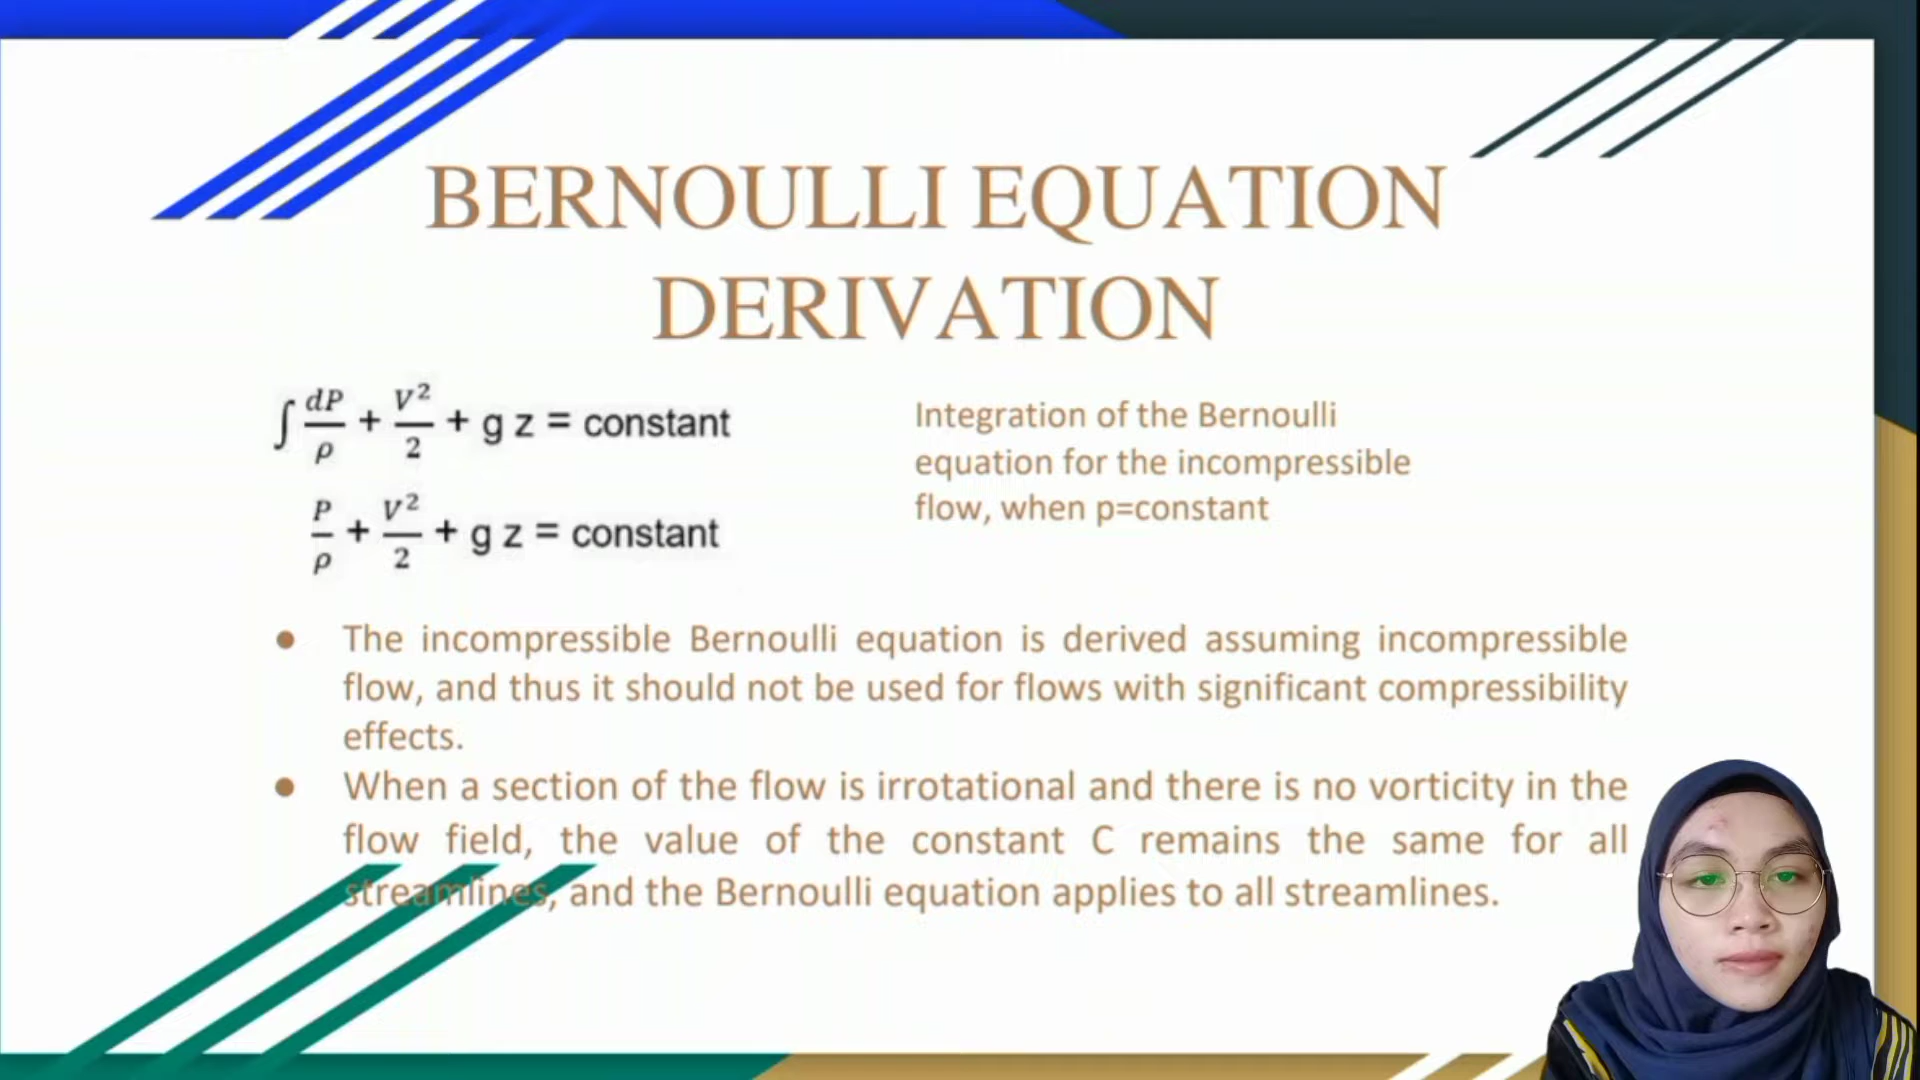 BERNOULLI EQUATION
DERIVATION
∫ dP/ρ + V²/2 + g z = constant
P/ρ + V²/2 + g z = constant
Integration of the Bernoulli
equation for the incompressible
flow, when p=constant
● The incompressible Bernoulli equation is derived assuming incompressible
flow, and thus it should not be used for flows with significant compressibility
effects.
● When a section of the flow is irrotational and there is no vorticity in the
flow field, the value of the constant C remains the same for all
streamlines, and the Bernoulli equation applies to all streamlines.